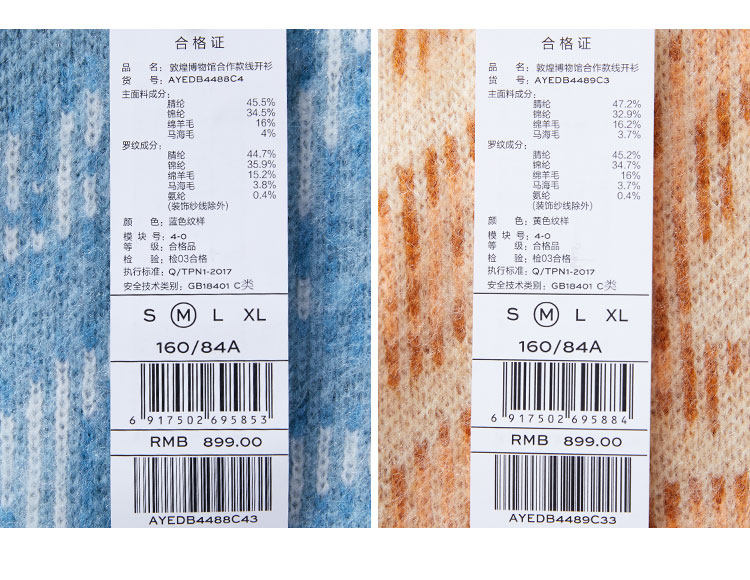 合格证
品 名：敦煌博物馆合作款线开衫
货 号：AYEDB4488C4
主面料成分：
腈纶 45.5%
锦纶 34.5%
绵羊毛 16%
马海毛 4%
罗纹成分：
腈纶 44.7%
锦纶 35.9%
绵羊毛 15.2%
马海毛 3.8%
氨纶 0.4%
(装饰纱线除外)
颜 色：蓝色纹样
模 块 号：4-0
等 级：合格品
检 验：检03合格
执行标准：Q/TPN1-2017
安全技术类别：GB18401 C类
S M L XL
160/84A
6 917502 695853
RMB 899.00
AYEDB4488C43
合格证
品 名：敦煌博物馆合作款线开衫
货 号：AYEDB4489C3
主面料成分：
腈纶 47.2%
锦纶 32.9%
绵羊毛 16.2%
马海毛 3.7%
罗纹成分：
腈纶 45.2%
锦纶 34.7%
绵羊毛 16%
马海毛 3.7%
氨纶 0.4%
(装饰纱线除外)
颜 色：黄色纹样
模 块 号：4-0
等 级：合格品
检 验：检03合格
执行标准：Q/TPN1-2017
安全技术类别：GB18401 C类
S M L XL
160/84A
6 917502 695884
RMB 899.00
AYEDB4489C33